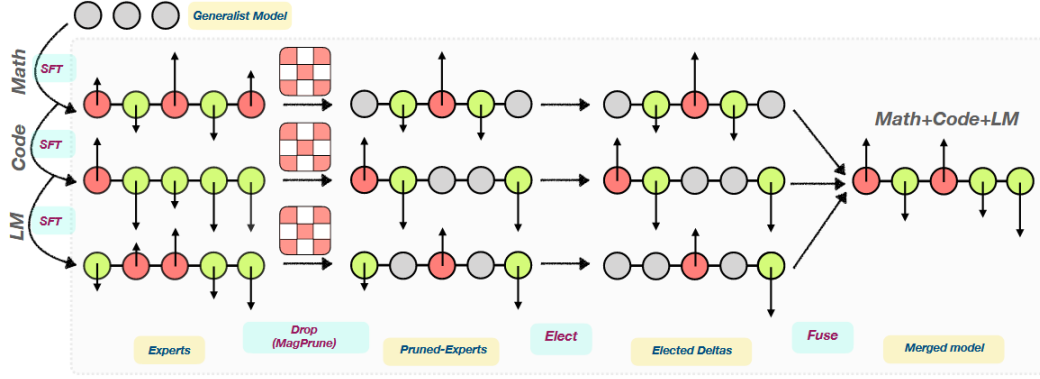 Generalist Model
Math
SFT
Code
SFT
LM
SFT
Math+Code+LM
Experts
Drop
(MagPrune)
Pruned-Experts
Elect
Elected Deltas
Fuse
Merged model